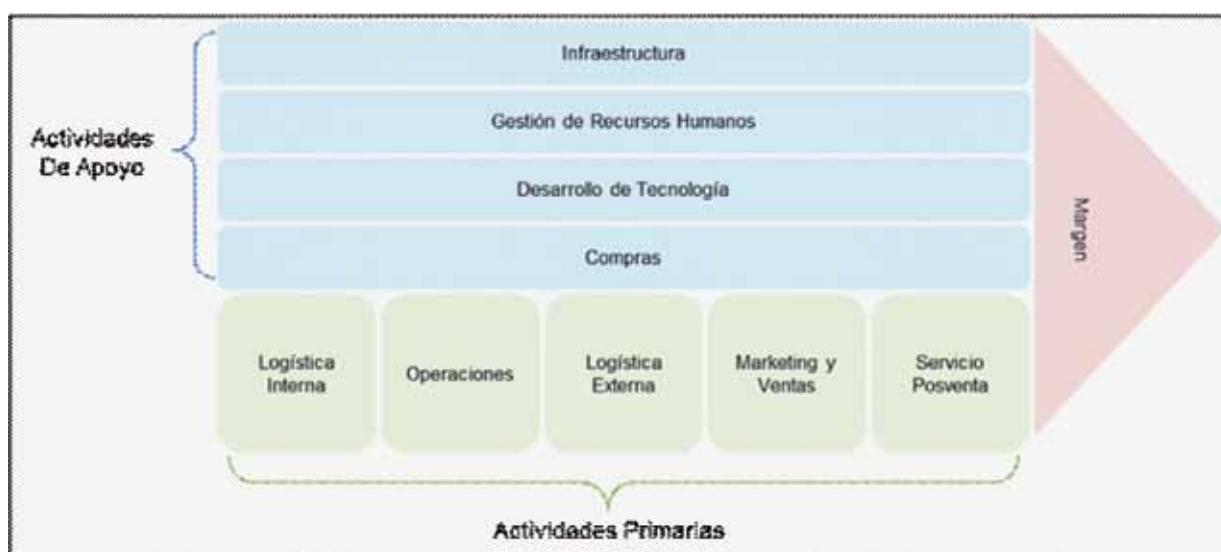 Infraestructura
Gestión de Recursos Humanos
Actividades
De Apoyo
Desarrollo de Tecnología
Compras
Margen
Logística
Interna
Operaciones
Logística
Externa
Marketing y
Ventas
Servicio
Posventa
Actividades Primarias